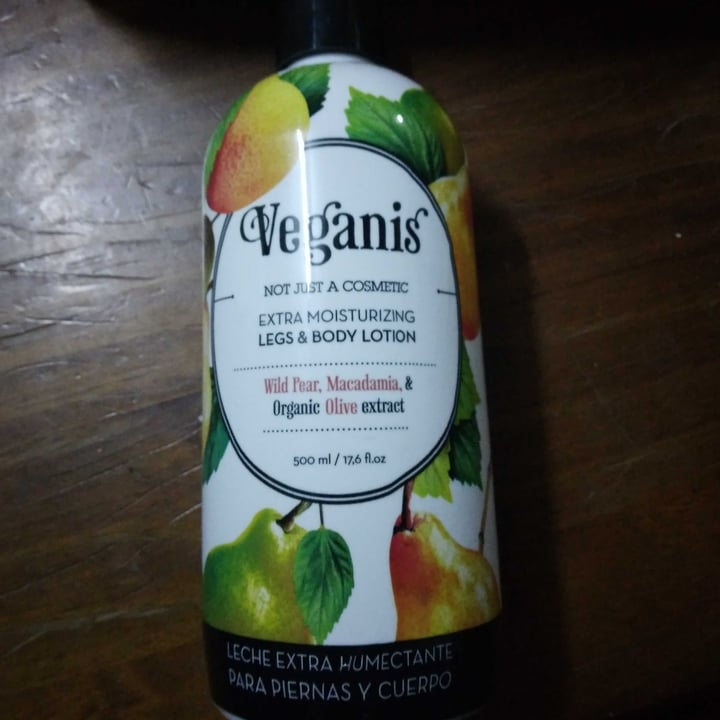 Veganis
NOT JUST A COSMETIC
EXTRA MOISTURIZING
LEGS & BODY LOTION
Wild Pear, Macadamia, &
Organic Olive extract
500 ml / 17,6 fl.oz
LECHE EXTRA HUMECTANTE
PARA PIERNAS Y CUERPO